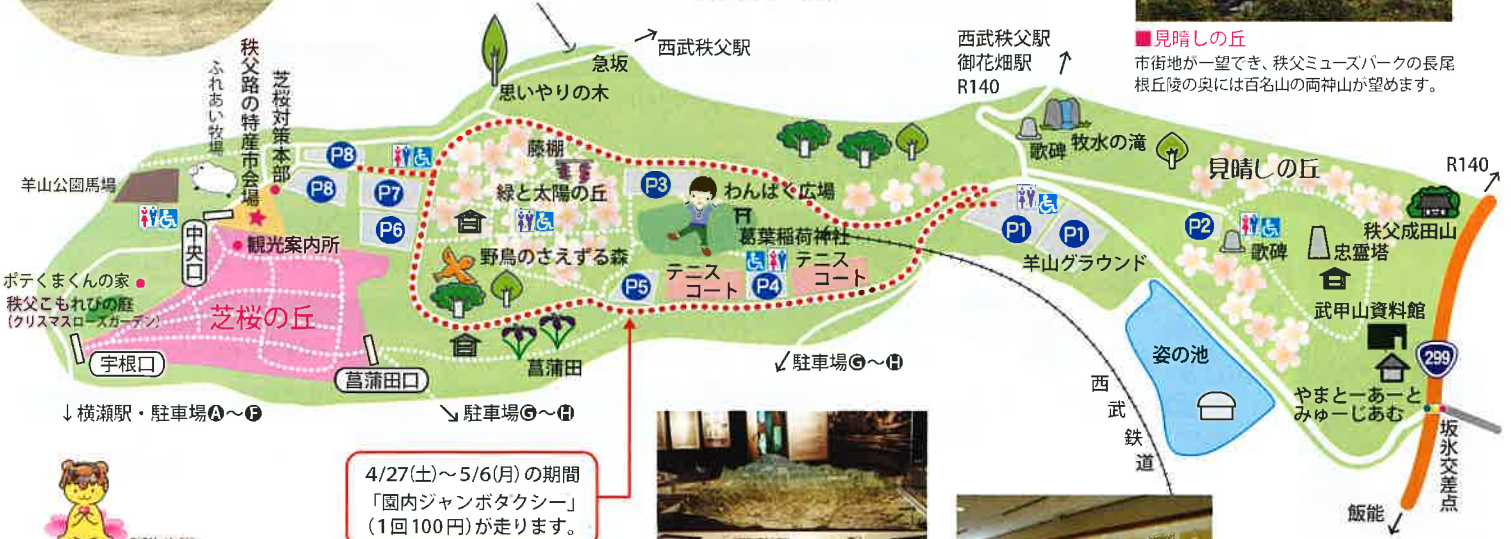 西武秩父駅
急坂
思いやりの木
西武秩父駅
御花畑駅
R140
■見晴しの丘
市街地が一望でき、秩父ミューズパークの長尾
根丘陵の奥には百名山の両神山が望めます。
芝桜対策本部
秩父路の特産市会場
ふれあい牧場
羊山公園馬場
P8
P8
P7
P6
藤棚
緑と太陽の丘
P3
わんぱく広場
葛葉稲荷神社
野鳥のさえずる森
歌碑
牧水の滝
見晴しの丘
R140
秩父成田山
P1
P1
羊山グラウンド
P2
歌碑
忠霊塔
武甲山資料館
中央口
観光案内所
ポテくまくんの家
秩父こもれびの庭
(クリスマスローズガーデン)
芝桜の丘
宇根口
菖蒲田口
菖蒲田
P5
テニス
コート
P4
テニス
コート
↓横瀬駅・駐車場Ⓐ～Ⓕ
↘駐車場Ⓖ～Ⓗ
↙駐車場Ⓖ～Ⓗ
西武鉄道
姿の池
やまとーあーと
みゅーじあむ
299
坂氷交差点
飯能
4/27(土)～5/6(月)の期間
「園内ジャンボタクシー」
(1回100円)が走ります。